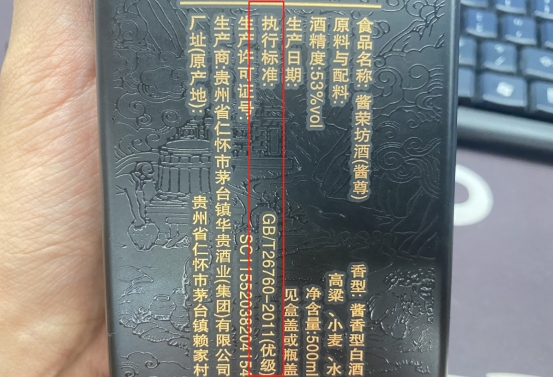 食品名称:酱荣坊酒(酱尊) 香型:酱香型白酒
原料与配料: 高粱、小麦、水
酒精度:53%vol 净含量:500ml
生产日期: 见盒盖或瓶盖
执行标准: GB/T26760-2011(优级)
生产许可证号: SC11552038204 54
生产商:贵州省仁怀市茅台镇华贵酒业集团有限公司
厂址(原产地): 贵州省仁怀市茅台镇赖家村